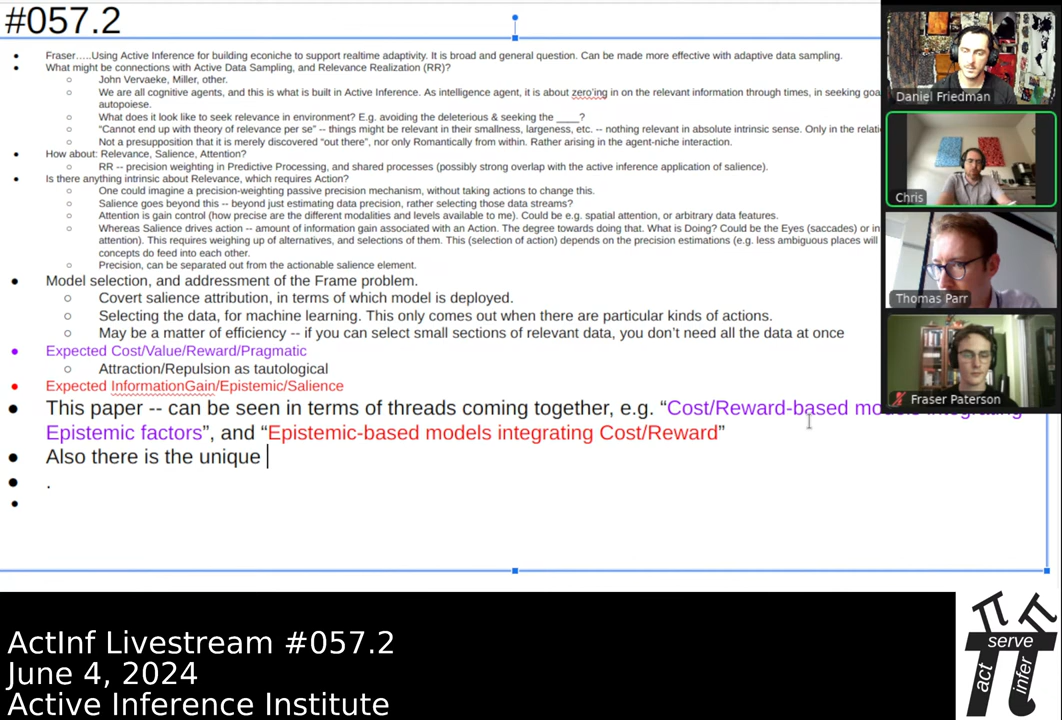 #057.2
Fraser.....Using Active Inference for building econiche to support realtime adaptivity. It is broad and general question. Can be made more effective with adaptive data sampling.
What might be connections with Active Data Sampling, and Relevance Realization (RR)?
John Vervaeke, Miller, other.
We are all cognitive agents, and this is what is built in Active Inference. As intelligence agent, it is about zero'ing in on the relevant information through times, in seeking goa
autopoiese.
What does it look like to seek relevance in environment? E.g. avoiding the deleterious & seeking the ____?
"Cannot end up with theory of relevance per se" -- things might be relevant in their smallness, largeness, etc. -- nothing relevant in absolute intrinsic sense. Only in the relati
Not a presupposition that it is merely discovered "out there", nor only Romantically from within. Rather arising in the agent-niche interaction.
How about: Relevance, Salience, Attention?
RR -- precision weighting in Predictive Processing, and shared processes (possibly strong overlap with the active inference application of salience).
Is there anything intrinsic about Relevance, which requires Action?
One could imagine a precision-weighting passive precision mechanism, without taking actions to change this.
Salience goes beyond this -- beyond just estimating data precision, rather selecting those data streams?
Attention is gain control (how precise are the different modalities and levels available to me). Could be e.g. spatial attention, or arbitrary data features.
Whereas Salience drives action -- amount of information gain associated with an Action. The degree towards doing that. What is Doing? Could be the Eyes (saccades) or in
attention). This requires weighing up of alternatives, and selections of them. This (selection of action) depends on the precision estimations (e.g. less ambiguous places will
concepts do feed into each other.
Precision, can be separated out from the actionable salience element.
Model selection, and addressment of the Frame problem.
Covert salience attribution, in terms of which model is deployed.
Selecting the data, for machine learning. This only comes out when there are particular kinds of actions.
May be a matter of efficiency -- if you can select small sections of relevant data, you don't need all the data at once
Expected Cost/Value/Reward/Pragmatic
Attraction/Repulsion as tautological
Expected InformationGain/Epistemic/Salience
This paper -- can be seen in terms of threads coming together, e.g. "Cost/Reward-based models integrating
Epistemic factors", and "Epistemic-based models integrating Cost/Reward"
Also there is the unique
.
Daniel Friedman
Chris
Thomas Parr
Fraser Paterson
ActInf Livestream #057.2
June 4, 2024
Active Inference Institute
serve
act
infer